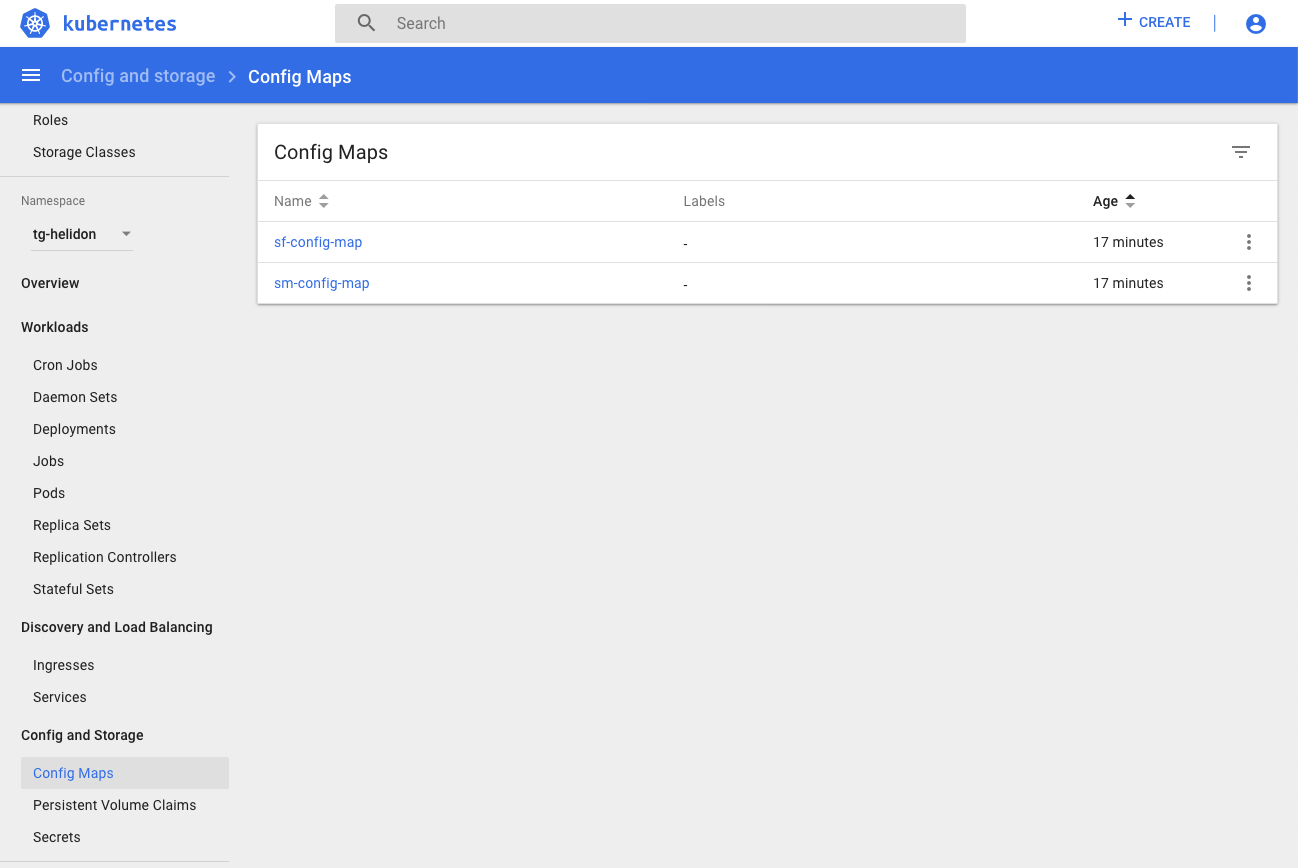 kubernetes
Search
+ CREATE |
Config and storage > Config Maps
Roles
Storage Classes
Namespace
tg-helidon
Overview
Workloads
Cron Jobs
Daemon Sets
Deployments
Jobs
Pods
Replica Sets
Replication Controllers
Stateful Sets
Discovery and Load Balancing
Ingresses
Services
Config and Storage
Config Maps
Persistent Volume Claims
Secrets
Config Maps
Name Labels Age
sf-config-map - 17 minutes
sm-config-map - 17 minutes